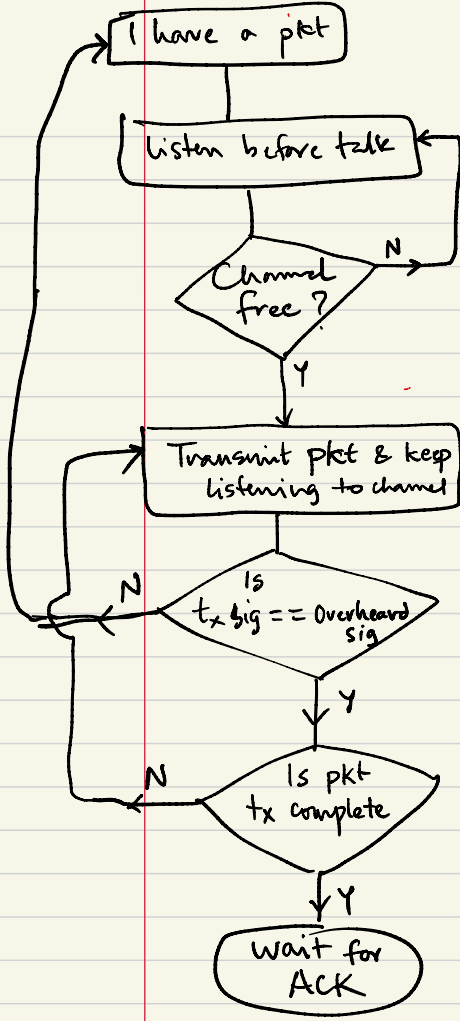 I have a pkt
Listen before talk
N
Channel
free ?
Y
Transmit pkt & keep
listening to channel
N
Is
tx sig == Overheard
sig
Y
N
Is pkt
tx complete
Y
Wait for
ACK